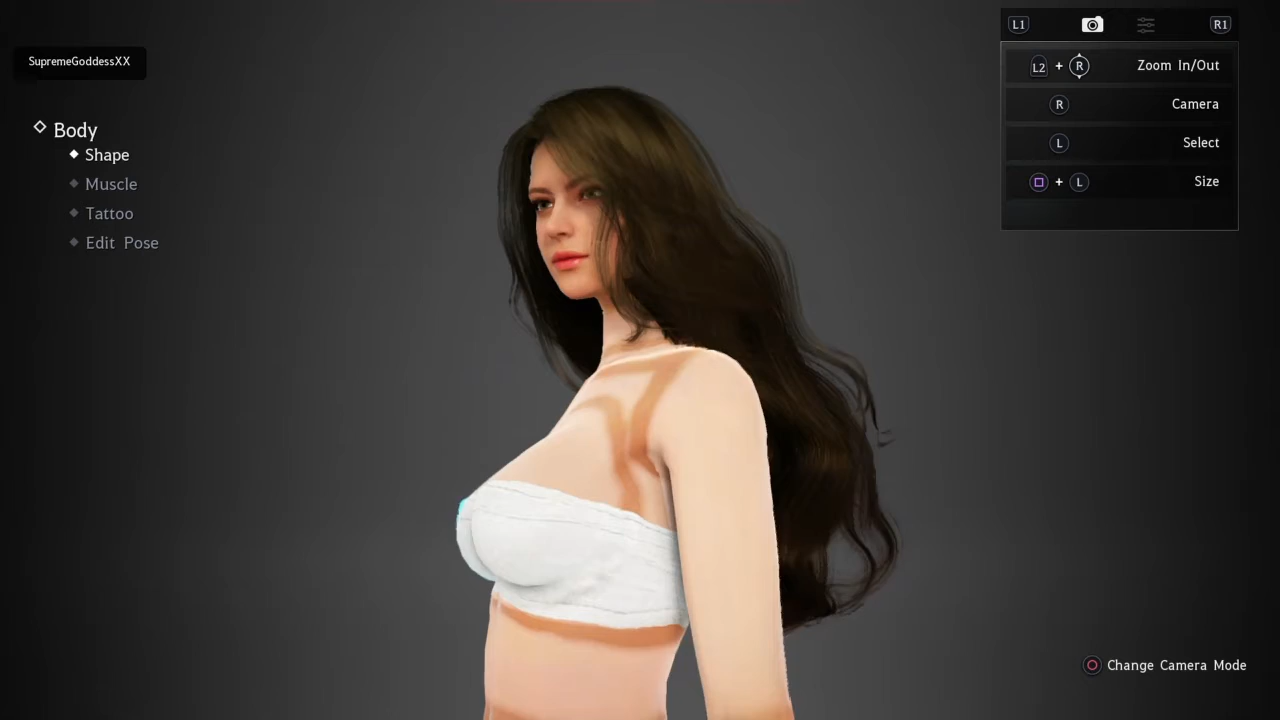 SupremeGoddessXX
Body
Shape
Muscle
Tattoo
Edit Pose
L1
R1
L2 + R Zoom In/Out
R Camera
L Select
+ L Size
Change Camera Mode